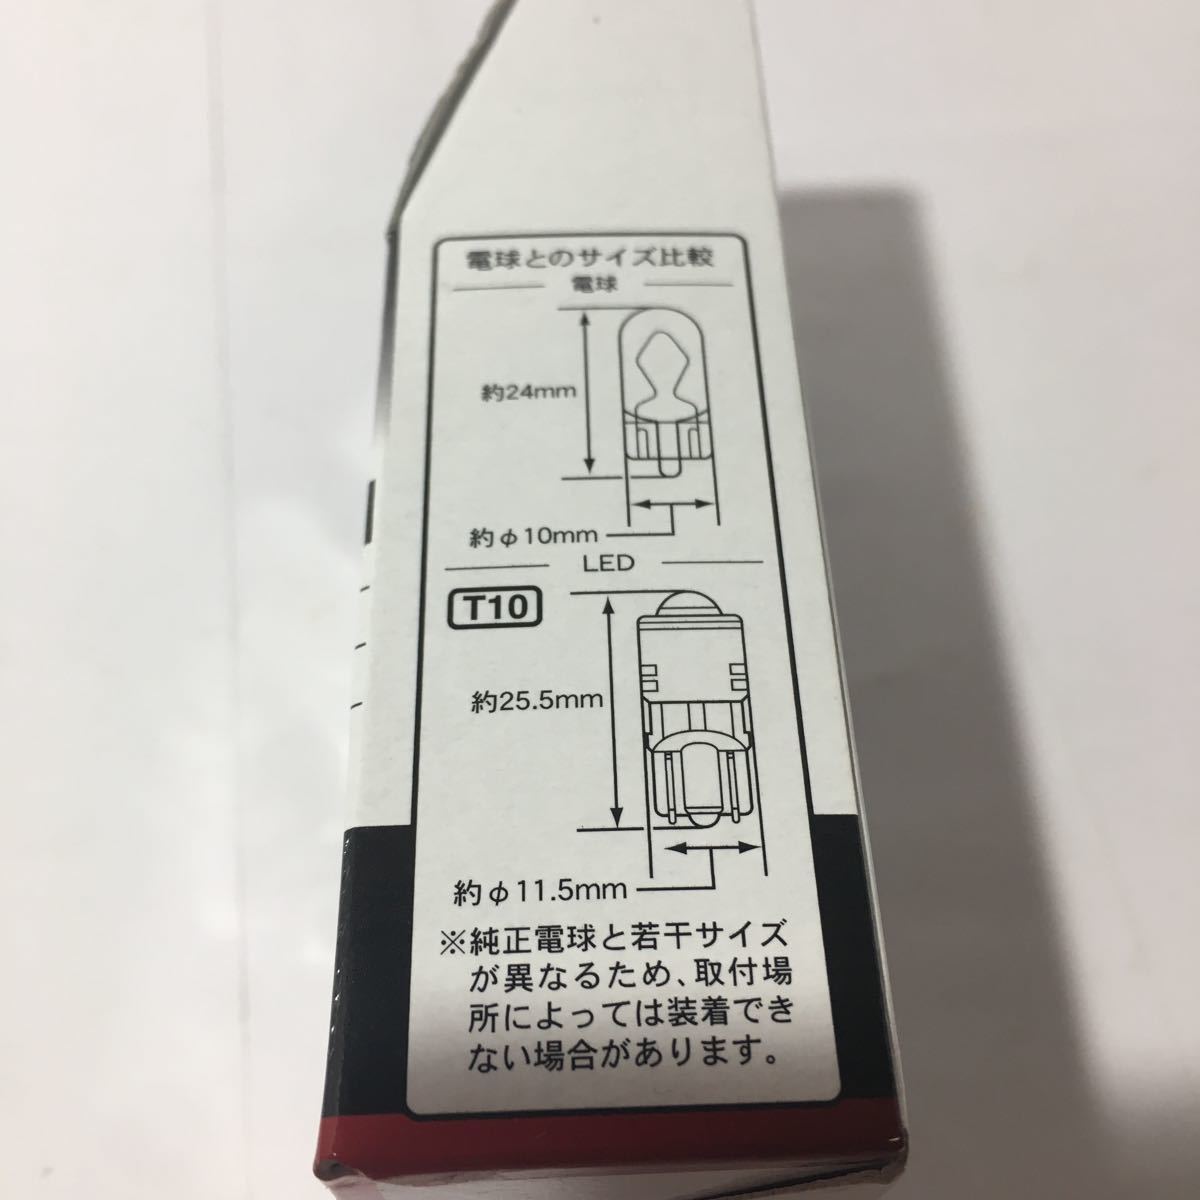 電球とのサイズ比較
電球
約24mm
約φ10mm
LED
T10
約25.5mm
約φ11.5mm
※純正電球と若干サイズ
が異なるため、取付場
所によっては装着でき
ない場合があります。